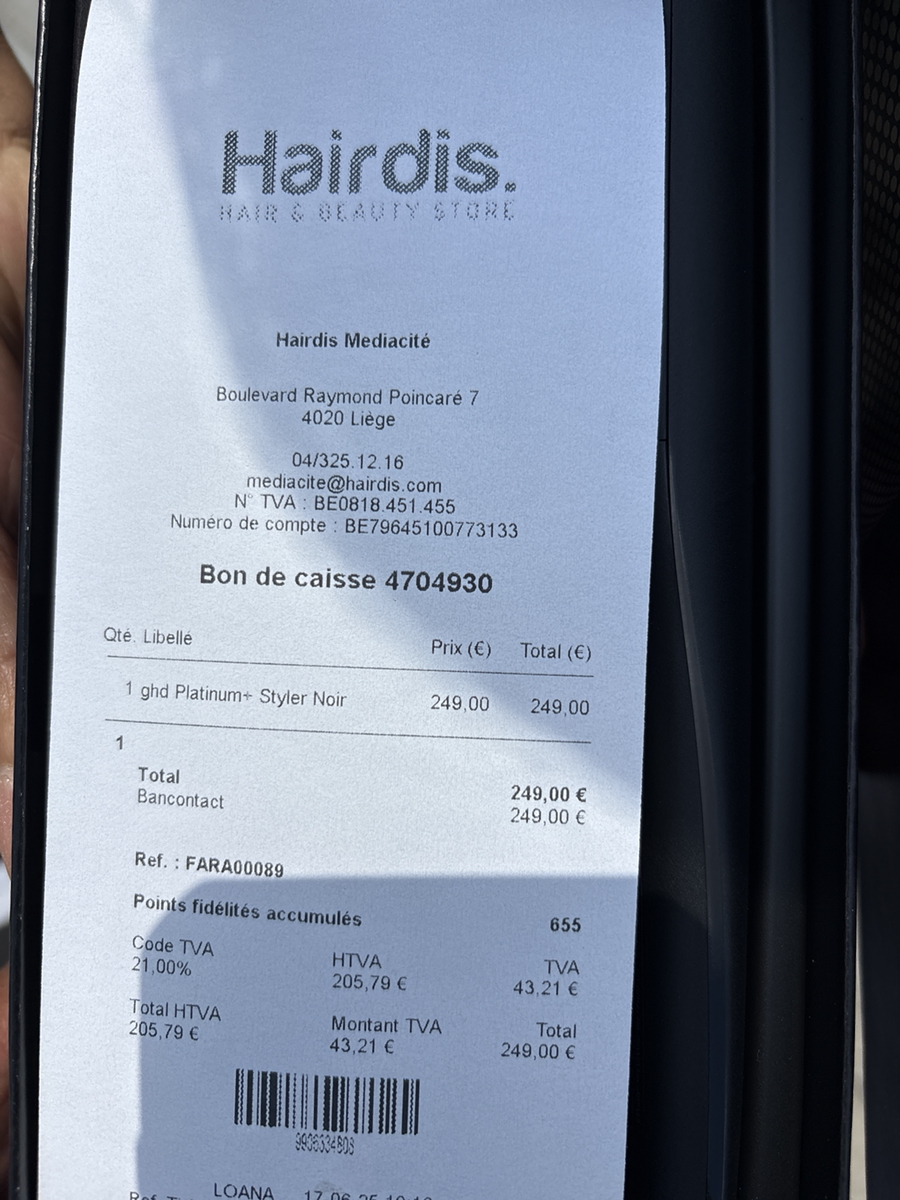 Hairdis.
HAIR & BEAUTY STORE
Hairdis Mediacité
Boulevard Raymond Poincaré 7
4020 Liège
04/325.12.16
mediacite@hairdis.com
N° TVA : BE0818.451.455
Numéro de compte : BE79645100773133
Bon de caisse 4704930
Qté. Libellé Prix (€) Total (€)
1 ghd Platinum+ Styler Noir 249,00 249,00
1
Total 249,00 €
Bancontact 249,00 €
Ref. : FARA00089
Points fidélités accumulés 655
Code TVA HTVA TVA
21,00% 205,79 € 43,21 €
Total HTVA Montant TVA Total
205,79 € 43,21 € 249,00 €
LOANA